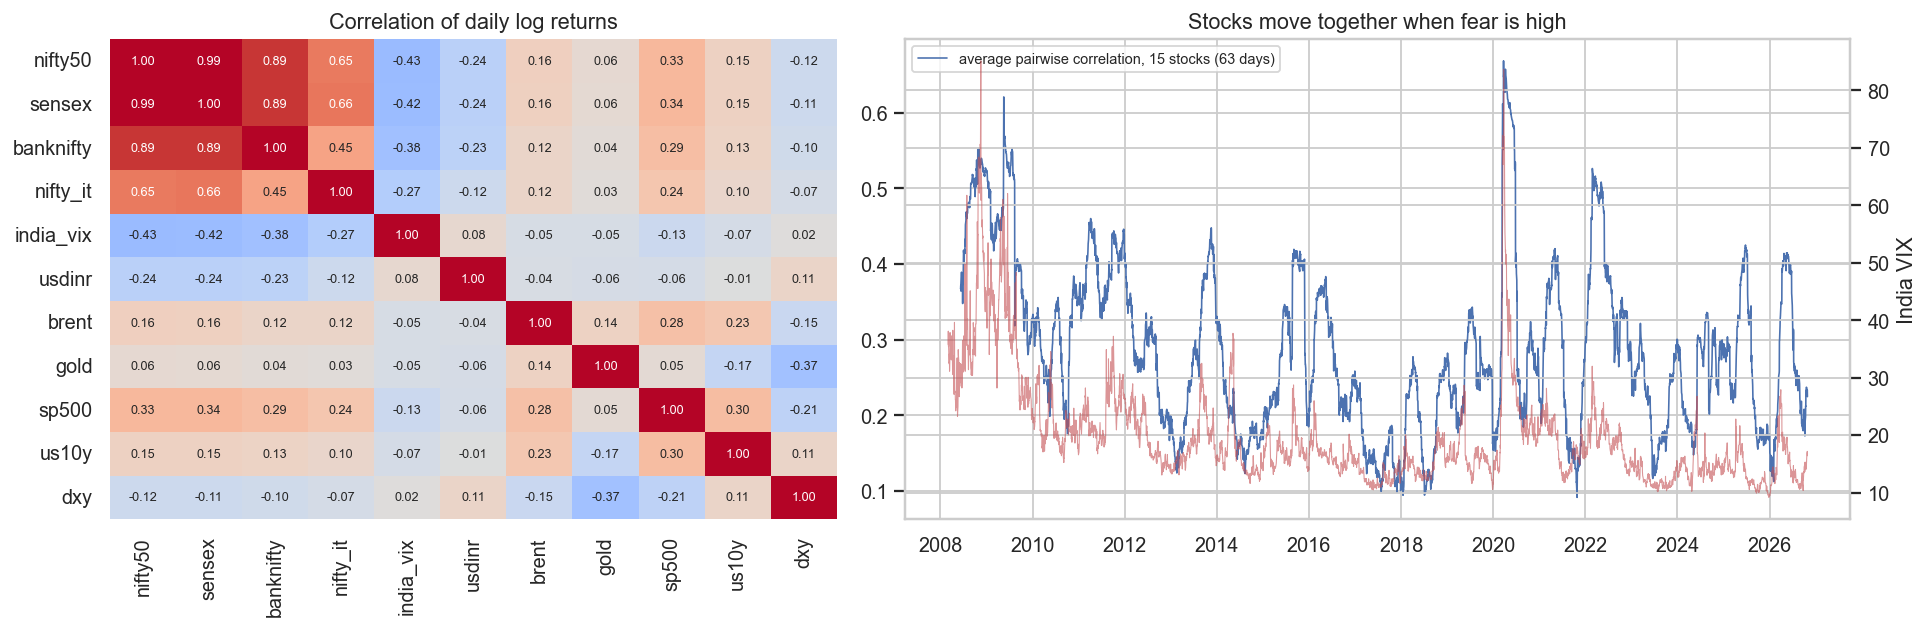 Correlation of daily log returns
nifty50 1.00 0.99 0.89 0.65 -0.43 -0.24 0.16 0.06 0.33 0.15 -0.12
sensex 0.99 1.00 0.89 0.66 -0.42 -0.24 0.16 0.06 0.34 0.15 -0.11
banknifty 0.89 0.89 1.00 0.45 -0.38 -0.23 0.12 0.04 0.29 0.13 -0.10
nifty_it 0.65 0.66 0.45 1.00 -0.27 -0.12 0.12 0.03 0.24 0.10 -0.07
india_vix -0.43 -0.42 -0.38 -0.27 1.00 0.08 -0.05 -0.05 -0.13 -0.07 0.02
usdinr -0.24 -0.24 -0.23 -0.12 0.08 1.00 -0.04 -0.06 -0.06 -0.01 0.11
brent 0.16 0.16 0.12 0.12 -0.05 -0.04 1.00 0.14 0.28 0.23 -0.15
gold 0.06 0.06 0.04 0.03 -0.05 -0.06 0.14 1.00 0.05 -0.17 -0.37
sp500 0.33 0.34 0.29 0.24 -0.13 -0.06 0.28 0.05 1.00 0.30 -0.21
us10y 0.15 0.15 0.13 0.10 -0.07 -0.01 0.23 -0.17 0.30 1.00 0.11
dxy -0.12 -0.11 -0.10 -0.07 0.02 0.11 -0.15 -0.37 -0.21 0.11 1.00
nifty50 sensex banknifty nifty_it india_vix usdinr brent gold sp500 us10y dxy
Stocks move together when fear is high
average pairwise correlation, 15 stocks (63 days)
0.6
0.5
0.4
0.3
0.2
0.1
80
70
60
50
40
30
20
10
India VIX
2008 2010 2012 2014 2016 2018 2020 2022 2024 2026